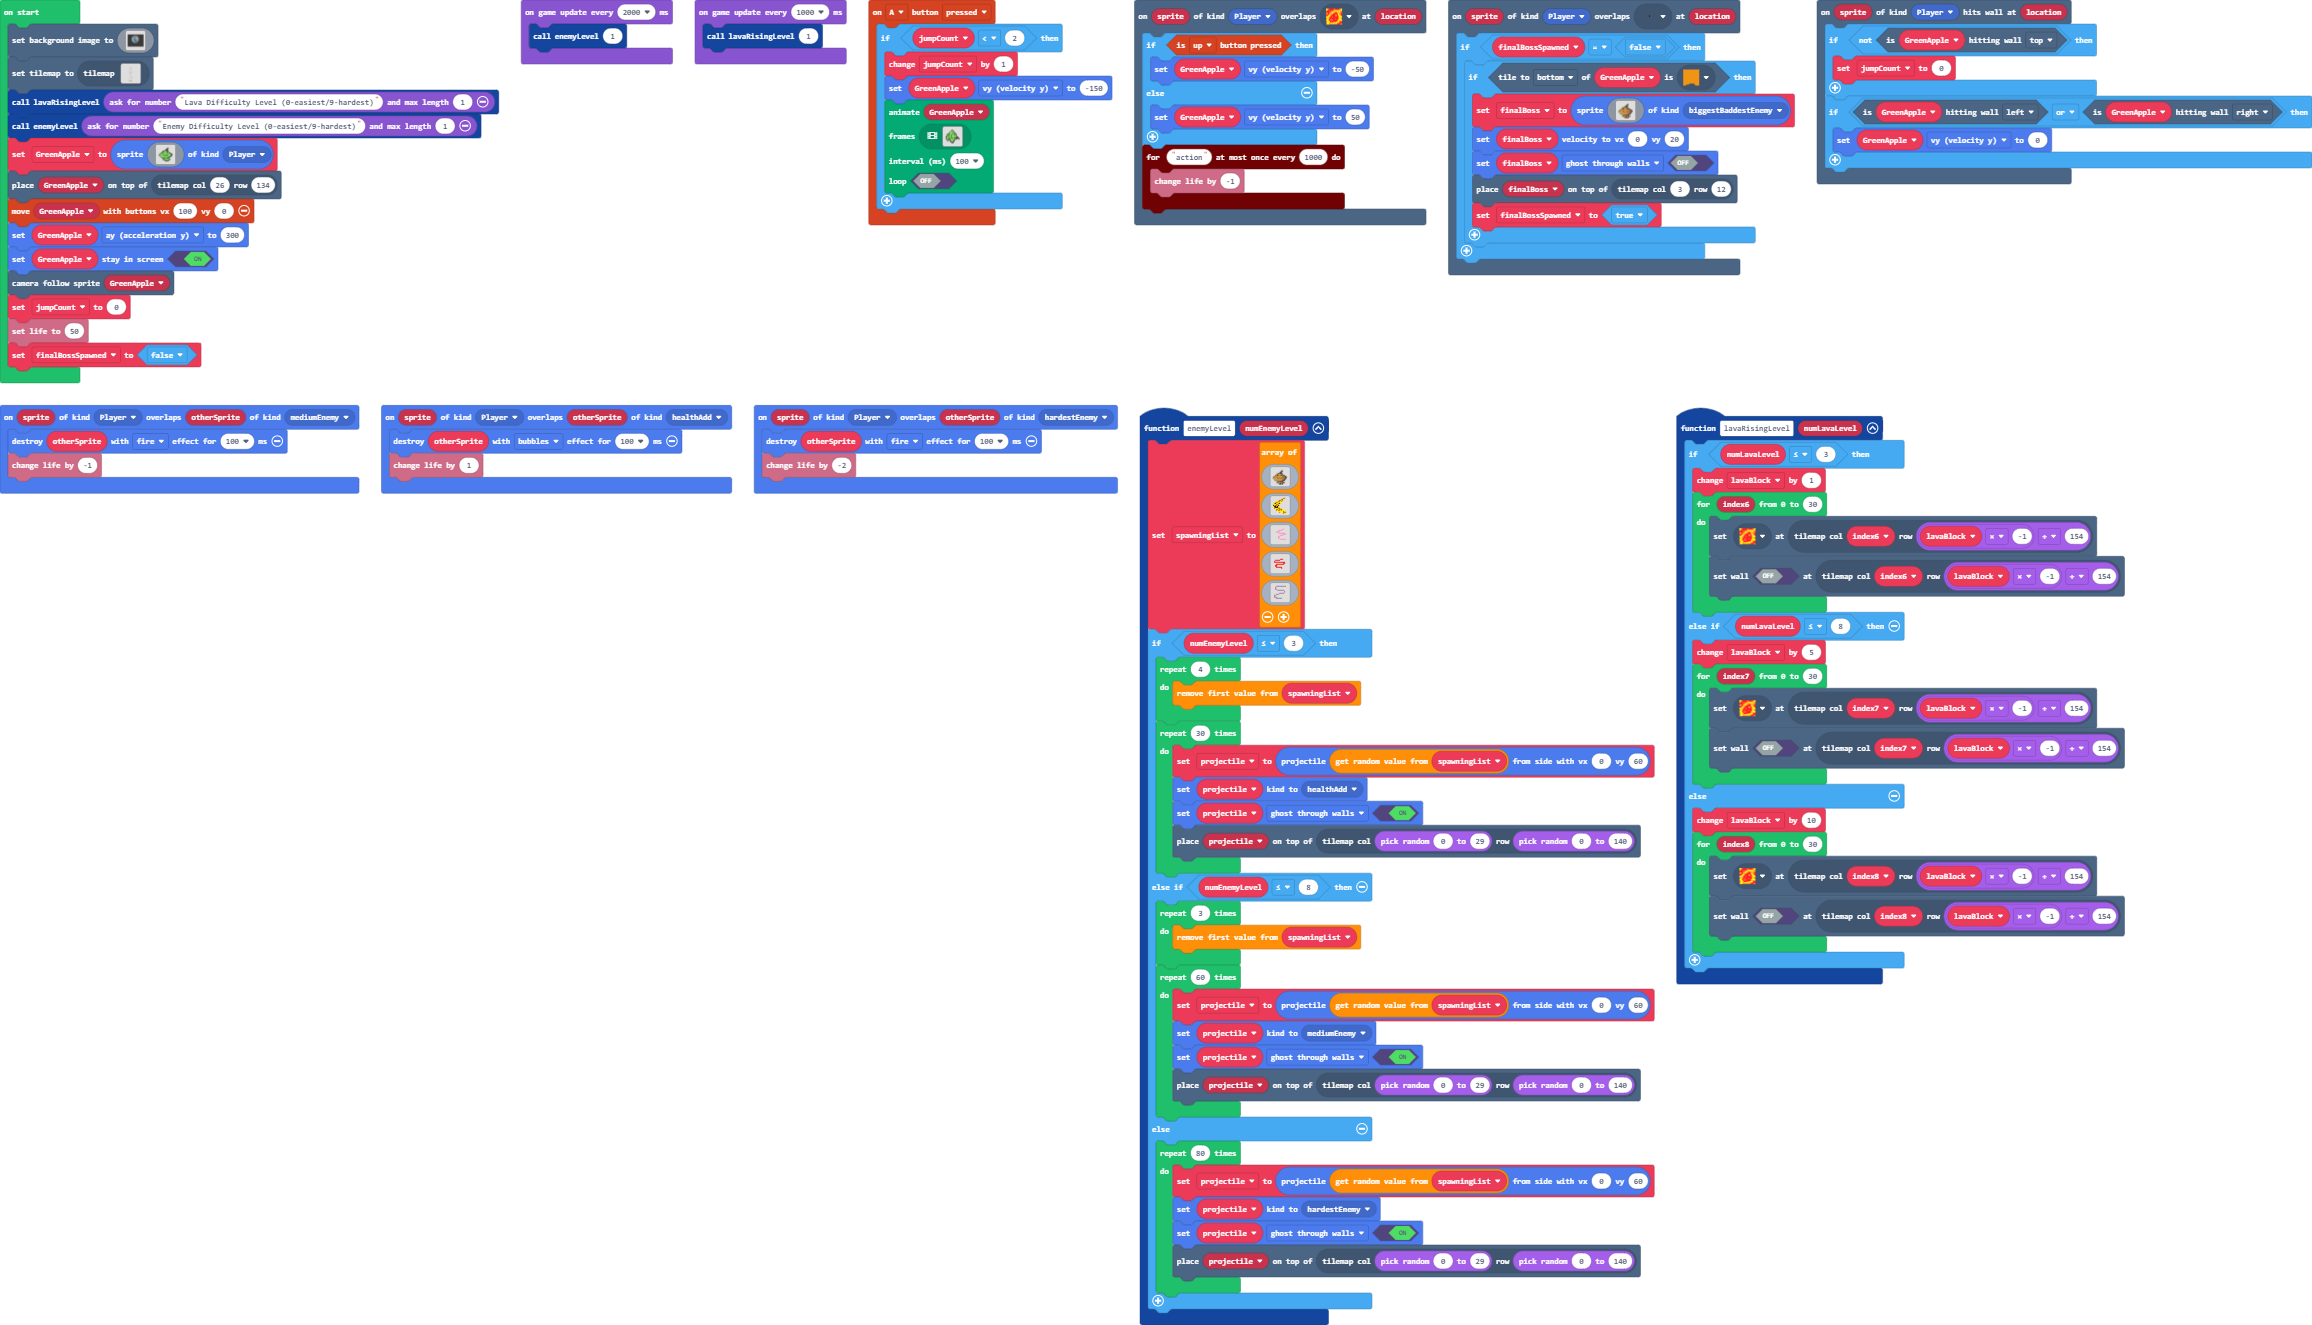 on start
set background image to
set tilemap to tilemap
call lavaRisingLevel ask for number "Lava Difficulty Level (0-easiest/9-hardest)" and max length 1
call enemyLevel ask for number "Enemy Difficulty Level (0-easiest/9-hardest)" and max length 1
set GreenApple to sprite of kind Player
place GreenApple on top of tilemap col 26 row 134
move GreenApple with buttons vx 100 vy 0
set GreenApple ay (acceleration y) to 300
set GreenApple stay in screen ON
camera follow sprite GreenApple
set jumpCount to 0
set life to 50
set finalBossSpawned to false
on game update every 2000 ms
call enemyLevel 1
on game update every 1000 ms
call lavaRisingLevel 1
on A button pressed
if jumpCount < 2 then
change jumpCount by 1
set GreenApple vy (velocity y) to -150
animate GreenApple
frames
interval (ms) 100
loop OFF
on sprite of kind Player overlaps at location
if is up button pressed then
set GreenApple vy (velocity y) to -50
else
set GreenApple vy (velocity y) to 50
for "action" at most once every 1000 do
change life by -1
on sprite of kind Player overlaps at location
if finalBossSpawned = false then
if tile to bottom of GreenApple is then
set finalBoss to sprite of kind biggestBaddestEnemy
set finalBoss velocity to vx 0 vy 20
set finalBoss ghost through walls OFF
place finalBoss on top of tilemap col 3 row 12
set finalBossSpawned to true
on sprite of kind Player hits wall at location
if not is GreenApple hitting wall top then
set jumpCount to 0
if is GreenApple hitting wall left or is GreenApple hitting wall right then
set GreenApple vy (velocity y) to 0
on sprite of kind Player overlaps otherSprite of kind mediumEnemy
destroy otherSprite with fire effect for 100 ms
change life by -1
on sprite of kind Player overlaps otherSprite of kind healthAdd
destroy otherSprite with bubbles effect for 100 ms
change life by 1
on sprite of kind Player overlaps otherSprite of kind hardestEnemy
destroy otherSprite with fire effect for 100 ms
change life by -2
function enemyLevel numEnemyLevel
array of
set spawningList to
if numEnemyLevel ≤ 3 then
repeat 4 times
do remove first value from spawningList
repeat 30 times
do set projectile to projectile get random value from spawningList from side with vx 0 vy 60
set projectile kind to healthAdd
set projectile ghost through walls ON
place projectile on top of tilemap col pick random 0 to 29 row pick random 0 to 140
else if numEnemyLevel ≤ 8 then
repeat 3 times
do remove first value from spawningList
repeat 60 times
do set projectile to projectile get random value from spawningList from side with vx 0 vy 60
set projectile kind to mediumEnemy
set projectile ghost through walls ON
place projectile on top of tilemap col pick random 0 to 29 row pick random 0 to 140
else
repeat 80 times
do set projectile to projectile get random value from spawningList from side with vx 0 vy 60
set projectile kind to hardestEnemy
set projectile ghost through walls ON
place projectile on top of tilemap col pick random 0 to 29 row pick random 0 to 140
function lavaRisingLevel numLavaLevel
if numLavaLevel ≤ 3 then
change lavaBlock by 1
for index6 from 0 to 30
do set at tilemap col index6 row lavaBlock × -1 + 154
set wall OFF at tilemap col index6 row lavaBlock × -1 + 154
else if numLavaLevel ≤ 8 then
change lavaBlock by 5
for index7 from 0 to 30
do set at tilemap col index7 row lavaBlock × -1 + 154
set wall OFF at tilemap col index7 row lavaBlock × -1 + 154
else
change lavaBlock by 10
for index8 from 0 to 30
do set at tilemap col index8 row lavaBlock × -1 + 154
set wall OFF at tilemap col index8 row lavaBlock × -1 + 154